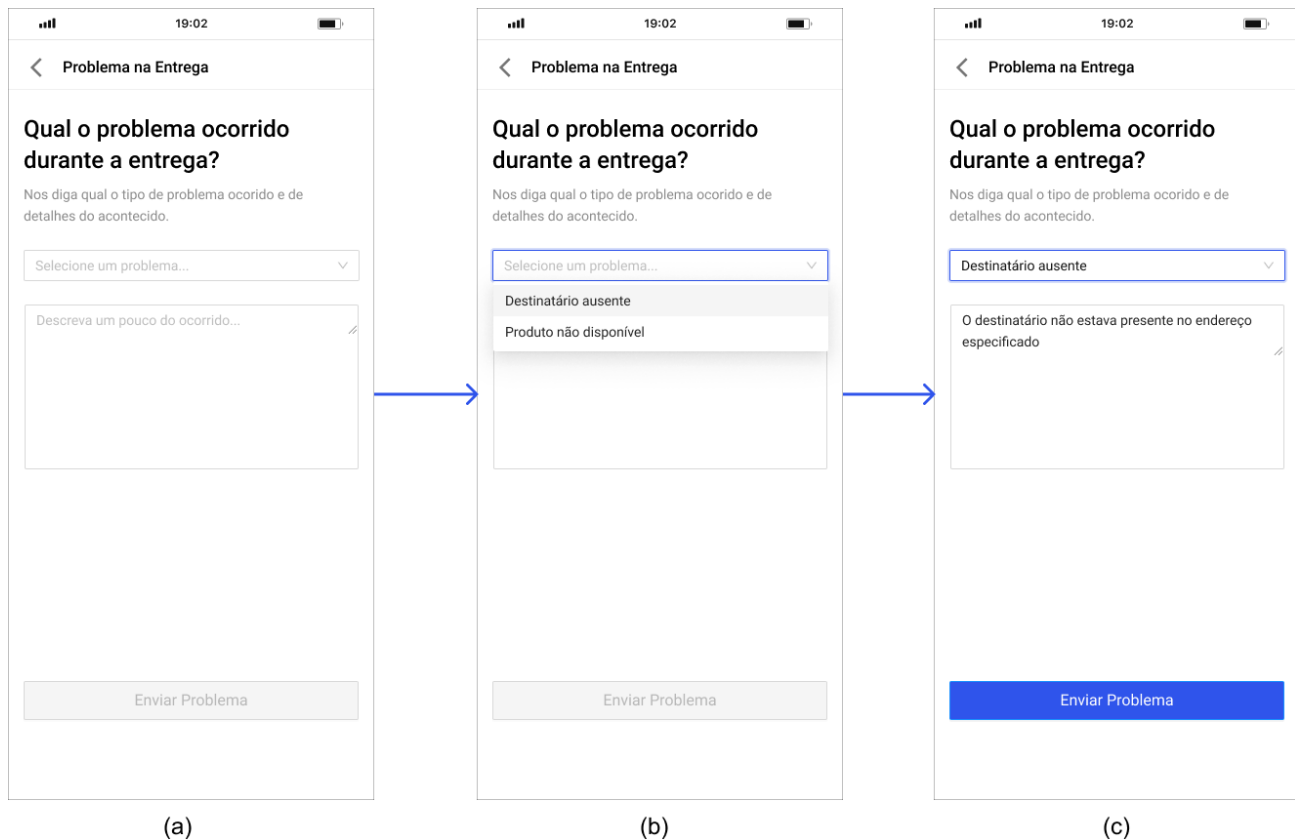 19:02
Problema na Entrega
Qual o problema ocorrido
durante a entrega?
Nos diga qual o tipo de problema ocorido e de
detalhes do acontecido.
Selecione um problema...
Descreva um pouco do ocorrido...
Enviar Problema
(a)
19:02
Problema na Entrega
Qual o problema ocorrido
durante a entrega?
Nos diga qual o tipo de problema ocorido e de
detalhes do acontecido.
Selecione um problema...
Destinatário ausente
Produto não disponível
Enviar Problema
(b)
19:02
Problema na Entrega
Qual o problema ocorrido
durante a entrega?
Nos diga qual o tipo de problema ocorido e de
detalhes do acontecido.
Destinatário ausente
O destinatário não estava presente no endereço
especificado
Enviar Problema
(c)